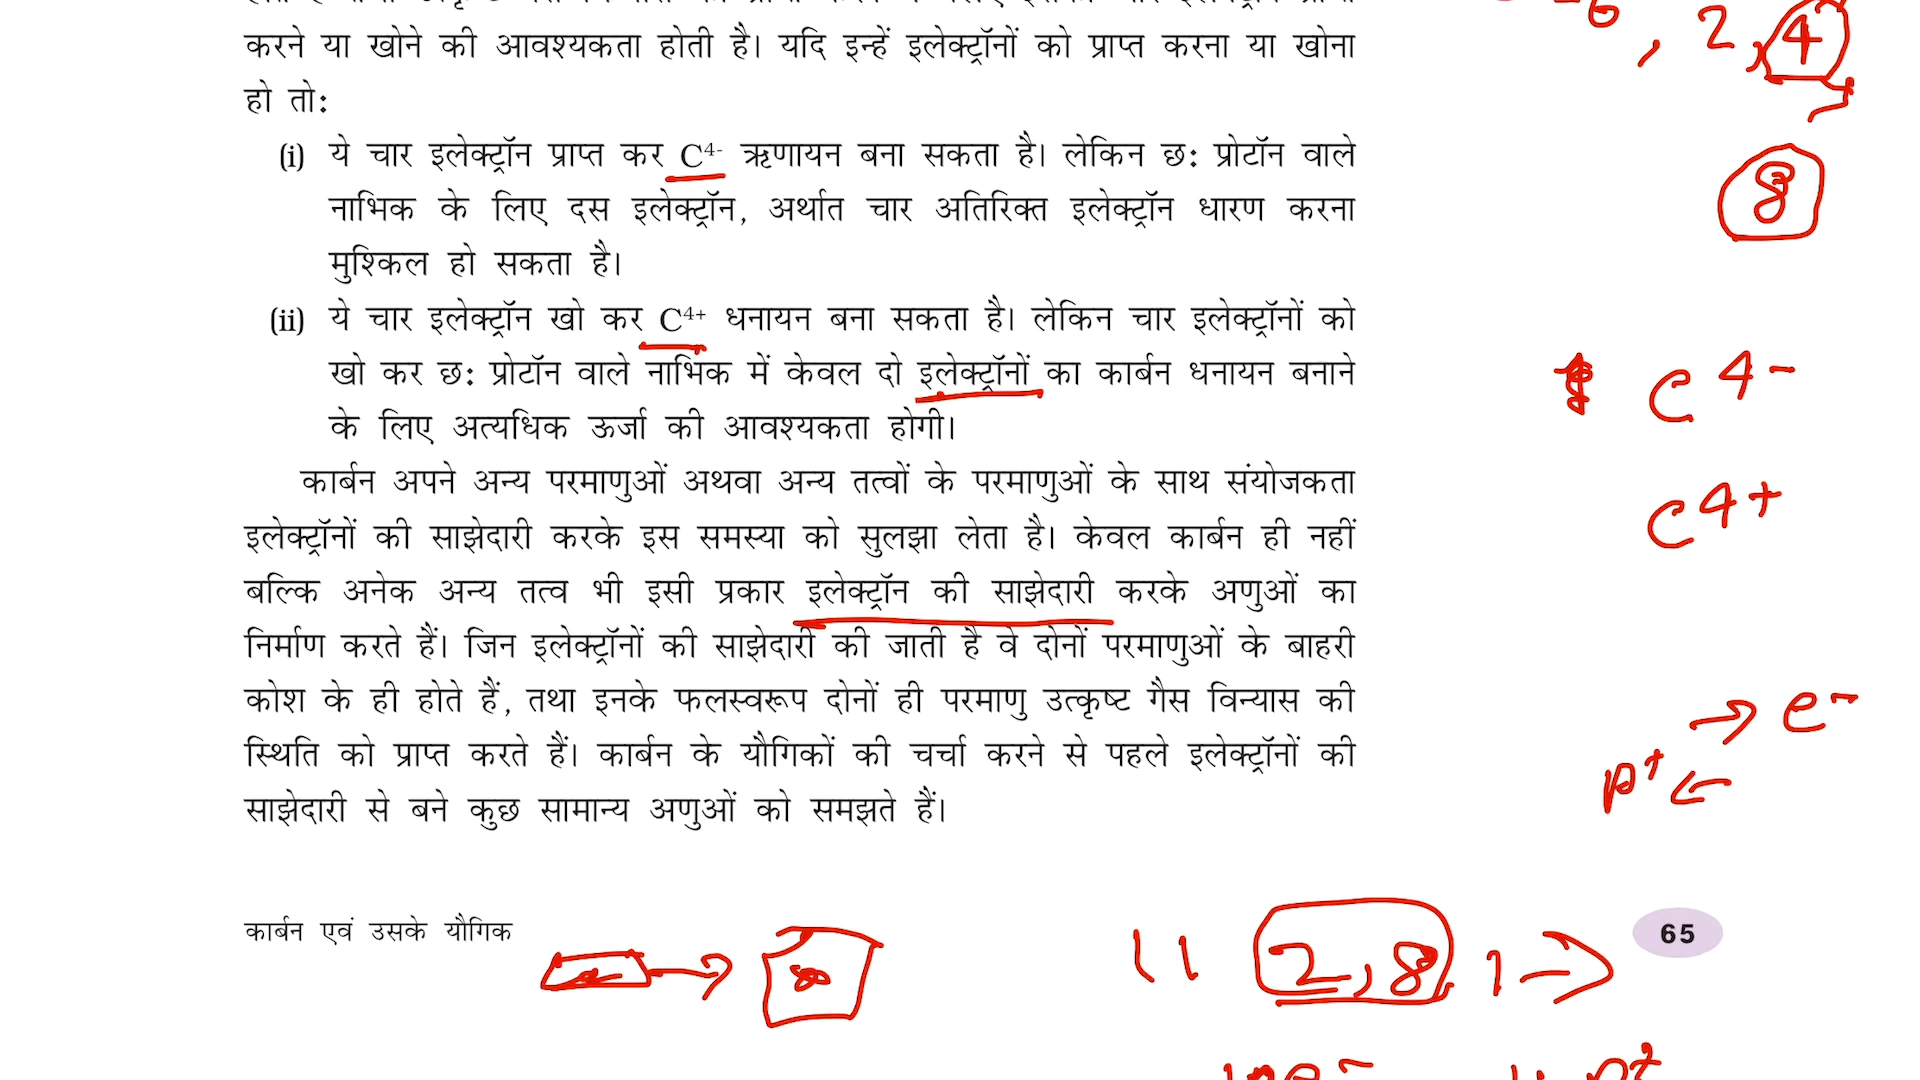 करने या खोने की आवश्यकता होती है। यदि इन्हें इलेक्ट्रॉनों को प्राप्त करना या खोना
हो तो:
(i) ये चार इलेक्ट्रॉन प्राप्त कर C4- ऋणायन बना सकता है। लेकिन छ: प्रोटॉन वाले
नाभिक के लिए दस इलेक्ट्रॉन, अर्थात चार अतिरिक्त इलेक्ट्रॉन धारण करना
मुश्किल हो सकता है।
(ii) ये चार इलेक्ट्रॉन खो कर C4+ धनायन बना सकता है। लेकिन चार इलेक्ट्रॉनों को
खो कर छ: प्रोटॉन वाले नाभिक में केवल दो इलेक्ट्रॉनों का कार्बन धनायन बनाने
के लिए अत्यधिक ऊर्जा की आवश्यकता होगी।
कार्बन अपने अन्य परमाणुओं अथवा अन्य तत्वों के परमाणुओं के साथ संयोजकता
इलेक्ट्रॉनों की साझेदारी करके इस समस्या को सुलझा लेता है। केवल कार्बन ही नहीं
बल्कि अनेक अन्य तत्व भी इसी प्रकार इलेक्ट्रॉन की साझेदारी करके अणुओं का
निर्माण करते हैं। जिन इलेक्ट्रॉनों की साझेदारी की जाती है वे दोनों परमाणुओं के बाहरी
कोश के ही होते हैं, तथा इनके फलस्वरूप दोनों ही परमाणु उत्कृष्ट गैस विन्यास की
स्थिति को प्राप्त करते हैं। कार्बन के यौगिकों की चर्चा करने से पहले इलेक्ट्रॉनों की
साझेदारी से बने कुछ सामान्य अणुओं को समझते हैं।
कार्बन एवं उसके यौगिक
65
6, 2, 4
8
C 4-
C 4+
→ e-
p+ ←
11 2,8,1 →